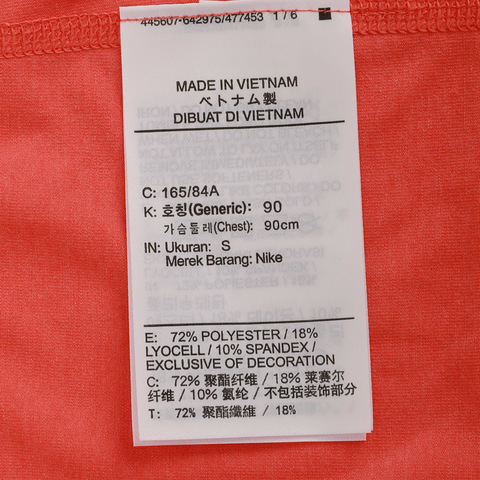 445607-642975/477453 1 / 6
MADE IN VIETNAM
ベトナム製
DIBUAT DI VIETNAM
C: 165/84A
K: 호칭(Generic): 90
가슴둘레(Chest): 90cm
IN: Ukuran: S
Merek Barang: Nike
E: 72% POLYESTER / 18%
LYOCELL / 10% SPANDEX /
EXCLUSIVE OF DECORATION
C: 72% 聚酯纤维 / 18% 莱赛尔
纤维 / 10% 氨纶 / 不包括装饰部分
T: 72% 聚酯纖維 / 18%